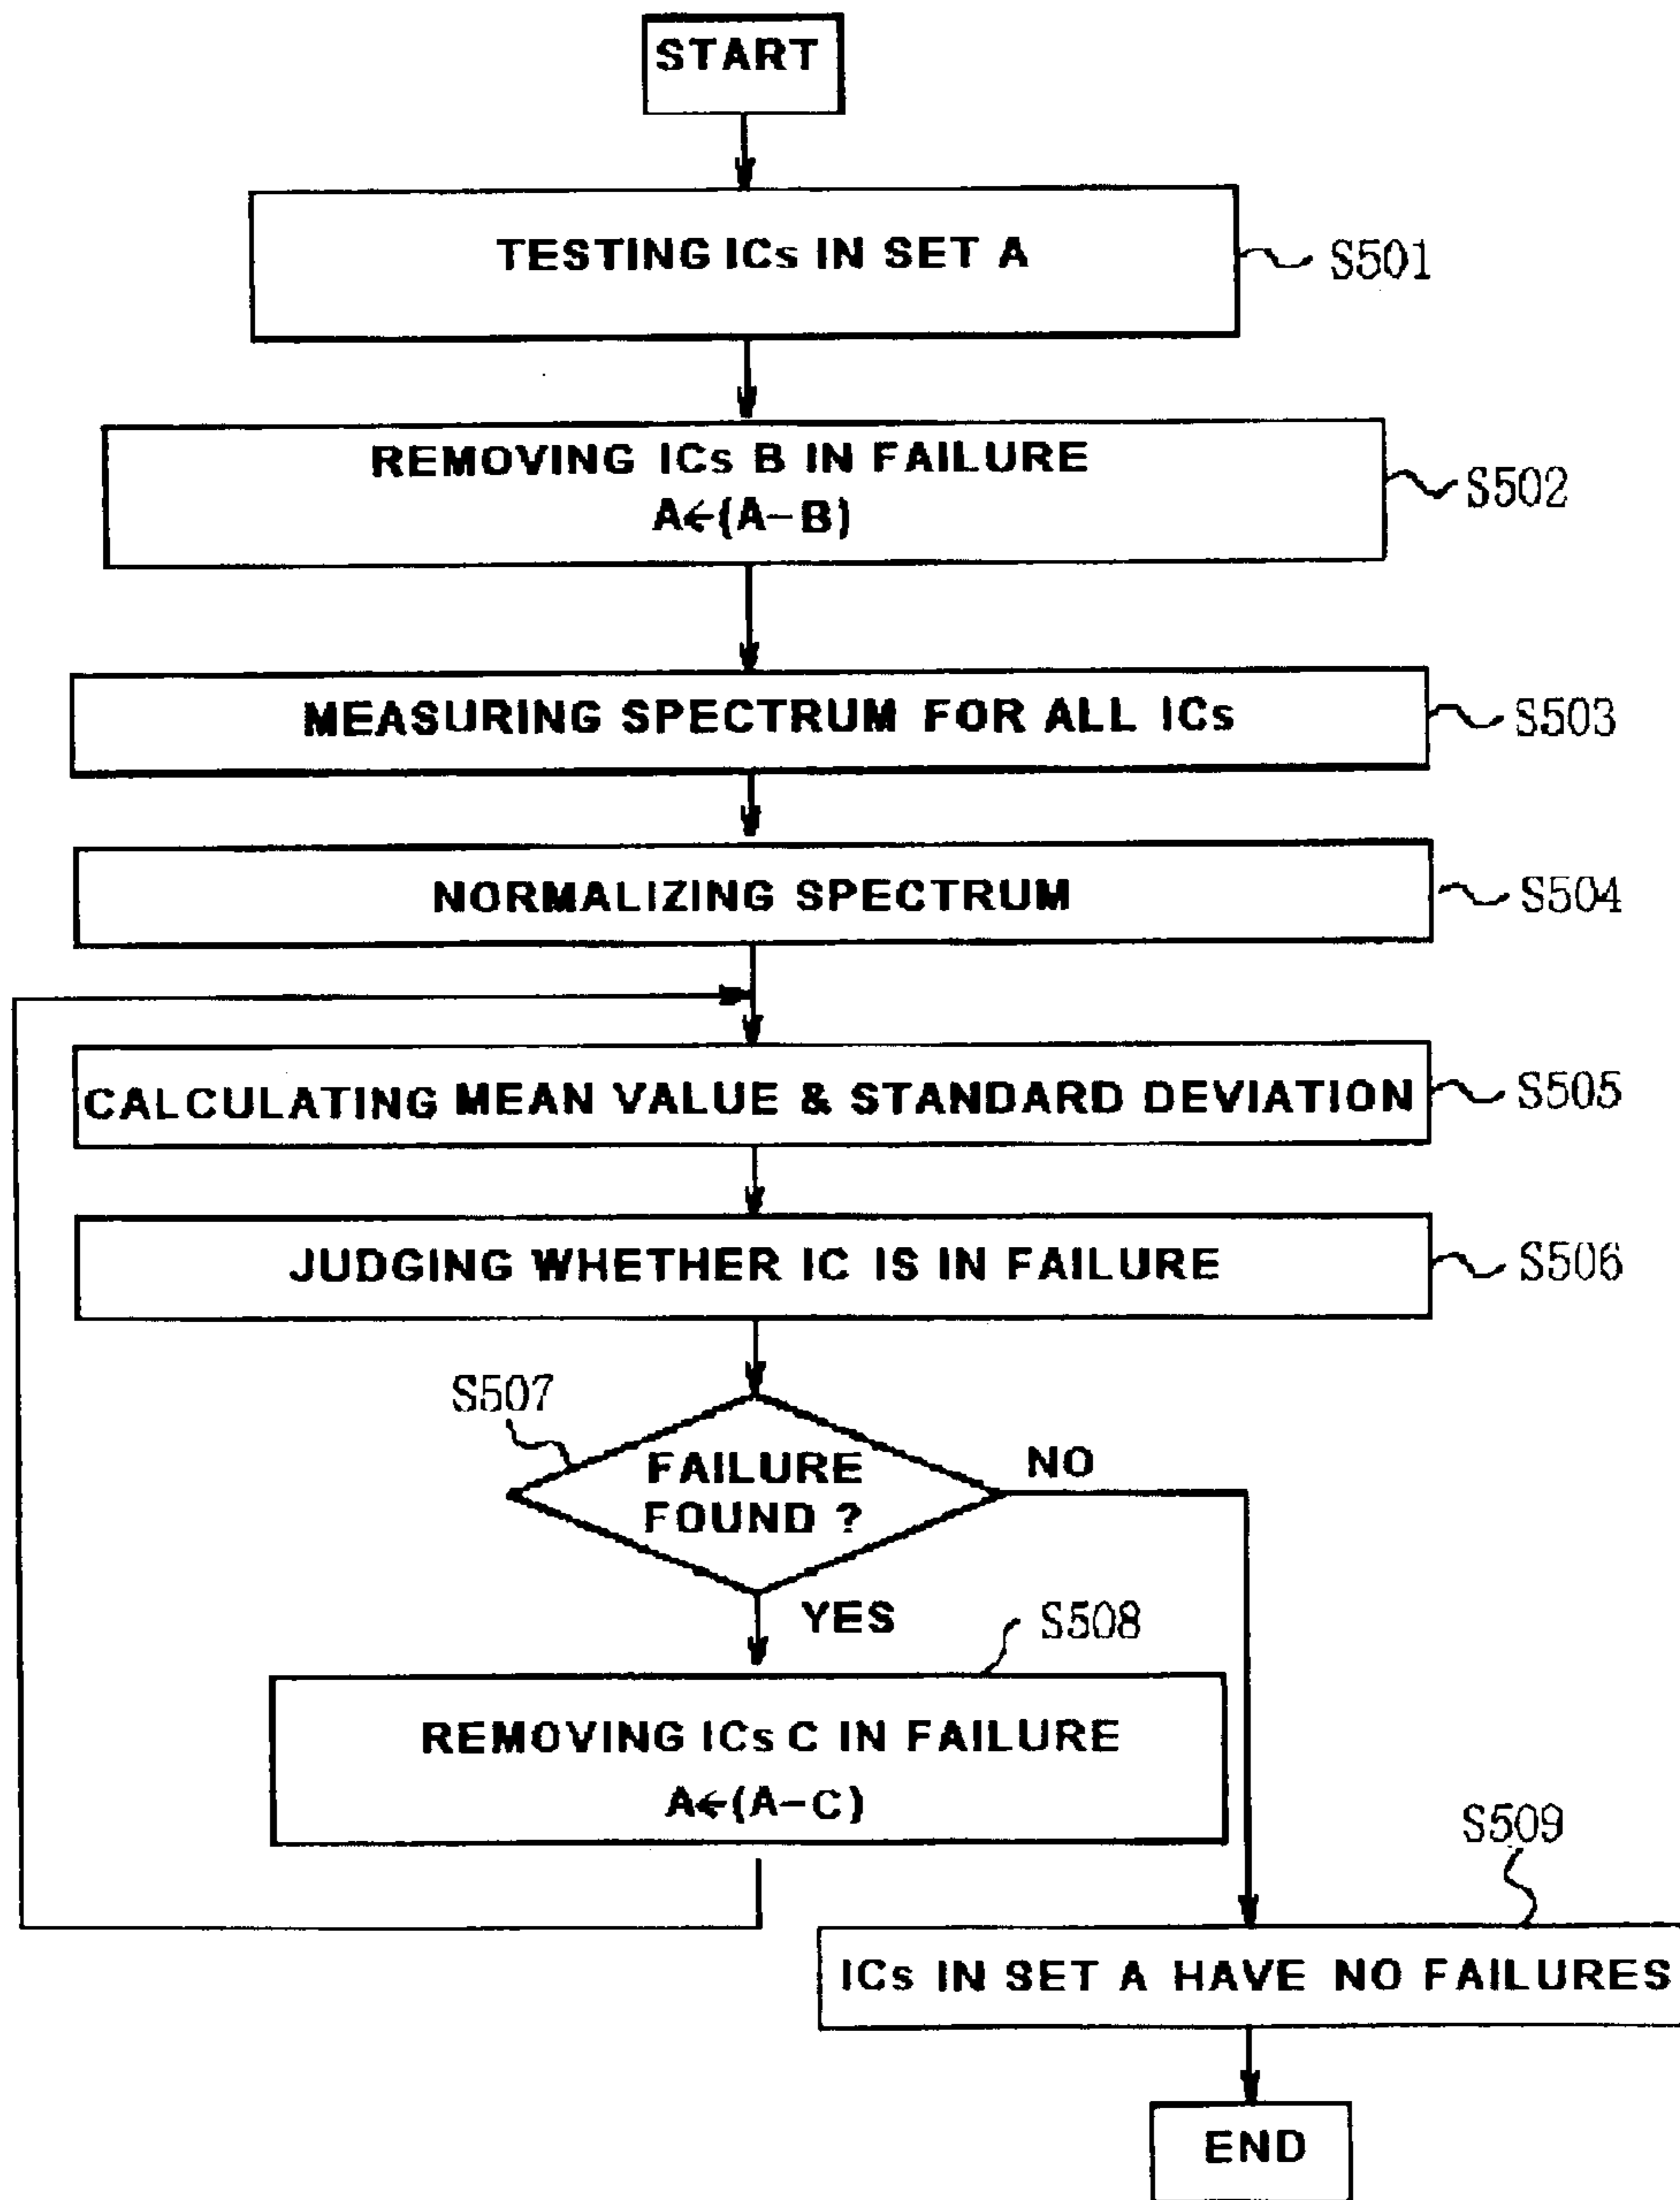 START
TESTING ICs IN SET A
S501
REMOVING ICs B IN FAILURE
A←(A-B)
S502
MEASURING SPECTRUM FOR ALL ICs
S503
NORMALIZING SPECTRUM
S504
CALCULATING MEAN VALUE & STANDARD DEVIATION
S505
JUDGING WHETHER IC IS IN FAILURE
S506
S507
FAILURE
FOUND ?
NO
YES
S508
REMOVING ICs C IN FAILURE
A←(A-C)
S509
ICs IN SET A HAVE NO FAILURES
END